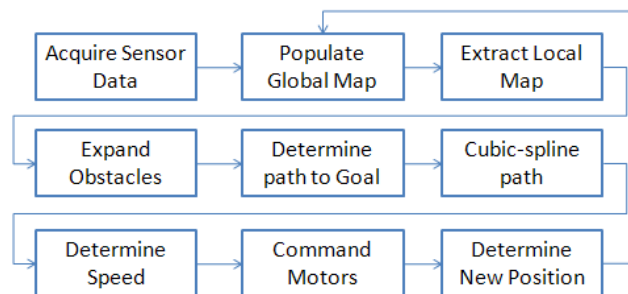 Acquire Sensor
Data
Populate
Global Map
Extract Local
Map
Expand
Obstacles
Determine
path to Goal
Cubic-spline
path
Determine
Speed
Command
Motors
Determine
New Position